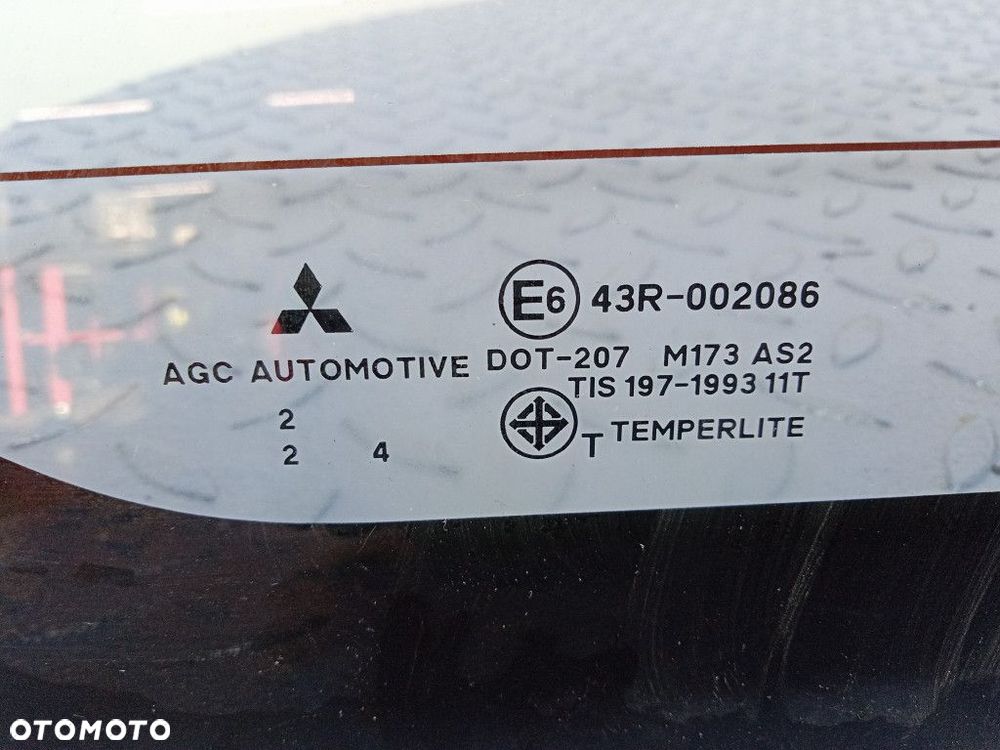 E6 43R-002086
AGC AUTOMOTIVE DOT-207 M173 AS2
TIS 197-1993 11T
2
T TEMPERLITE
2 4
OTOMOTO